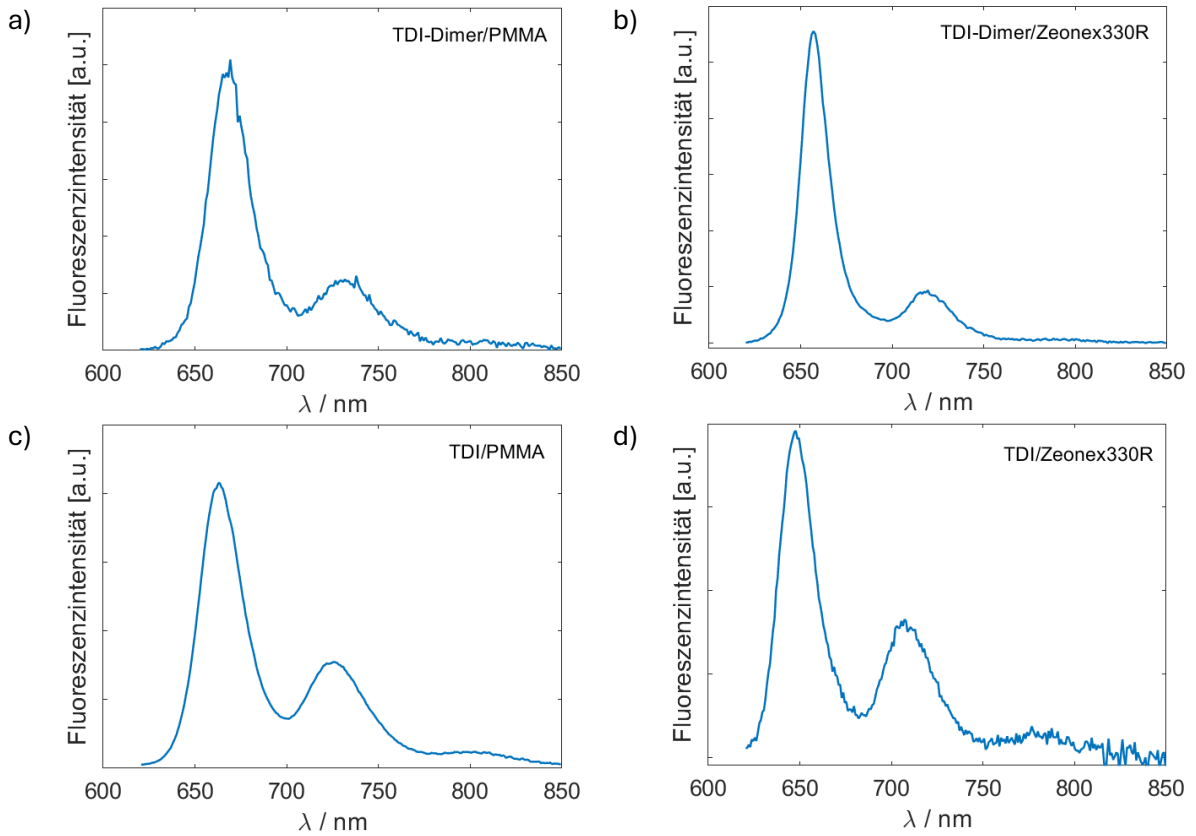 a)
TDI-Dimer/PMMA
Fluoreszenzintensität [a.u.]
600 650 700 750 800 850
λ / nm
b)
TDI-Dimer/Zeonex330R
Fluoreszenzintensität [a.u.]
600 650 700 750 800 850
λ / nm
c)
TDI/PMMA
Fluoreszenzintensität [a.u.]
600 650 700 750 800 850
λ / nm
d)
TDI/Zeonex330R
Fluoreszenzintensität [a.u.]
600 650 700 750 800 850
λ / nm